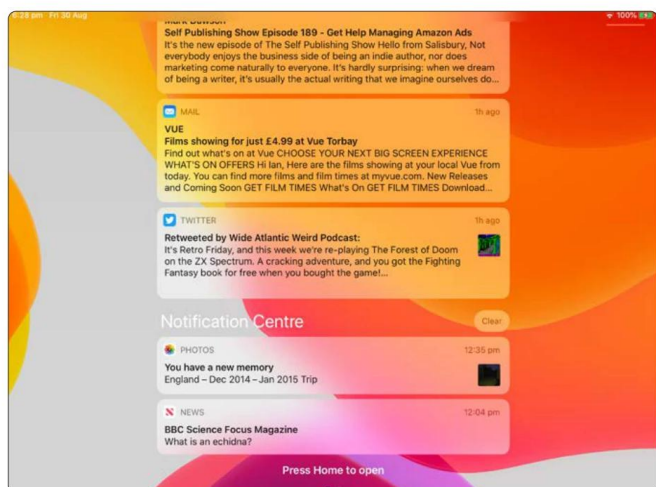 6:28 pm Fri 30 Aug
100%
Mark Dawson
Self Publishing Show Episode 189 - Get Help Managing Amazon Ads
It's the new episode of The Self Publishing Show Hello from Salisbury, Not
everybody enjoys the business side of being an indie author, nor does
marketing come naturally to everyone. It's hardly surprising: when we dream
of being a writer, it's usually the actual writing that we imagine ourselves do...
MAIL 1h ago
VUE
Films showing for just £4.99 at Vue Torbay
Find out what's on at Vue CHOOSE YOUR NEXT BIG SCREEN EXPERIENCE
WHAT'S ON OFFERS Hi Ian, Here are the films showing at your local Vue from
today. You can find more films and film times at myvue.com. New Releases
and Coming Soon GET FILM TIMES What's On GET FILM TIMES Download...
TWITTER 1h ago
Retweeted by Wide Atlantic Weird Podcast:
It's Retro Friday, and this week we're re-playing The Forest of Doom
on the ZX Spectrum. A cracking adventure, and you got the Fighting
Fantasy book for free when you bought the game!...
Notification Centre Clear
PHOTOS 12:35 pm
You have a new memory
England – Dec 2014 – Jan 2015 Trip
NEWS 12:04 pm
BBC Science Focus Magazine
What is an echidna?
Press Home to open